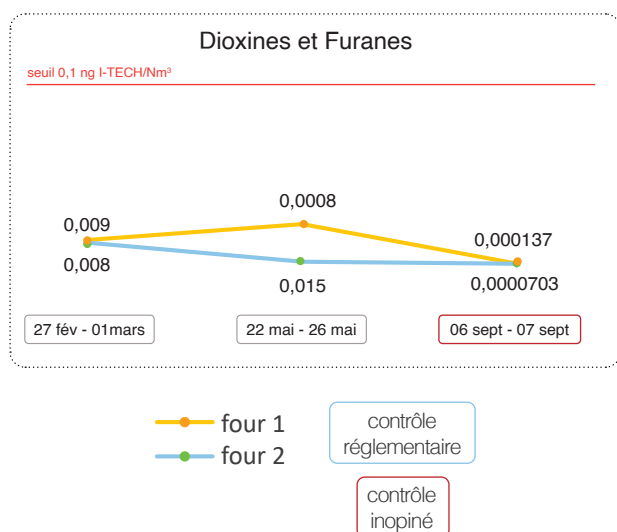 Dioxines et Furanes
seuil 0,1 ng I-TECH/Nm³
0,0008
0,009
0,000137
0,008
0,015
0,0000703
27 fév - 01mars
22 mai - 26 mai
06 sept - 07 sept
four 1
four 2
contrôle
réglementaire
contrôle
inopiné